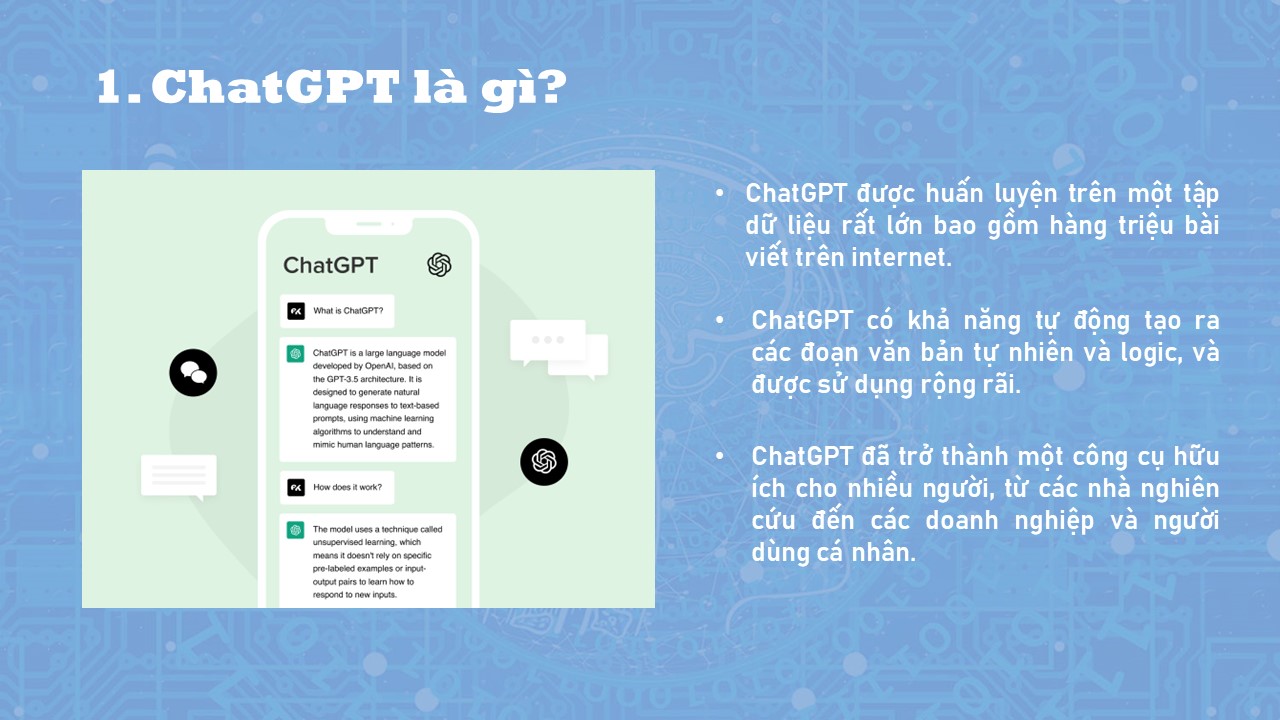 1. ChatGPT là gì?
ChatGPT
What is ChatGPT?
ChatGPT is a large language model
developed by OpenAI, based on
the GPT-3.5 architecture. It is
designed to generate natural
language responses to text-based
prompts, using machine learning
algorithms to understand and
mimic human language patterns.
How does it work?
The model uses a technique called
unsupervised learning, which
means it doesn't rely on specific
pre-labeled examples or input-
output pairs to learn how to
respond to new inputs.
• ChatGPT được huấn luyện trên một tập
dữ liệu rất lớn bao gồm hàng triệu bài
viết trên internet.
• ChatGPT có khả năng tự động tạo ra
các đoạn văn bản tự nhiên và logic, và
được sử dụng rộng rãi.
• ChatGPT đã trở thành một công cụ hữu
ích cho nhiều người, từ các nhà nghiên
cứu đến các doanh nghiệp và người
dùng cá nhân.